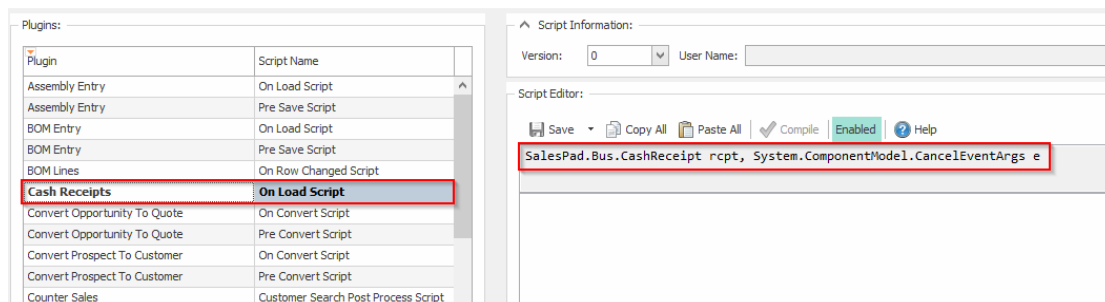 Plugins:
Plugin Script Name
Assembly Entry On Load Script
Assembly Entry Pre Save Script
BOM Entry On Load Script
BOM Entry Pre Save Script
BOM Lines On Row Changed Script
Cash Receipts On Load Script
Convert Opportunity To Quote On Convert Script
Convert Opportunity To Quote Pre Convert Script
Convert Prospect To Customer On Convert Script
Convert Prospect To Customer Pre Convert Script
Counter Sales Customer Search Post Process Script
Script Information:
Version: 0 User Name:
Script Editor:
Save Copy All Paste All Compile Enabled Help
SalesPad.Bus.CashReceipt rcpt, System.ComponentModel.CancelEventArgs e